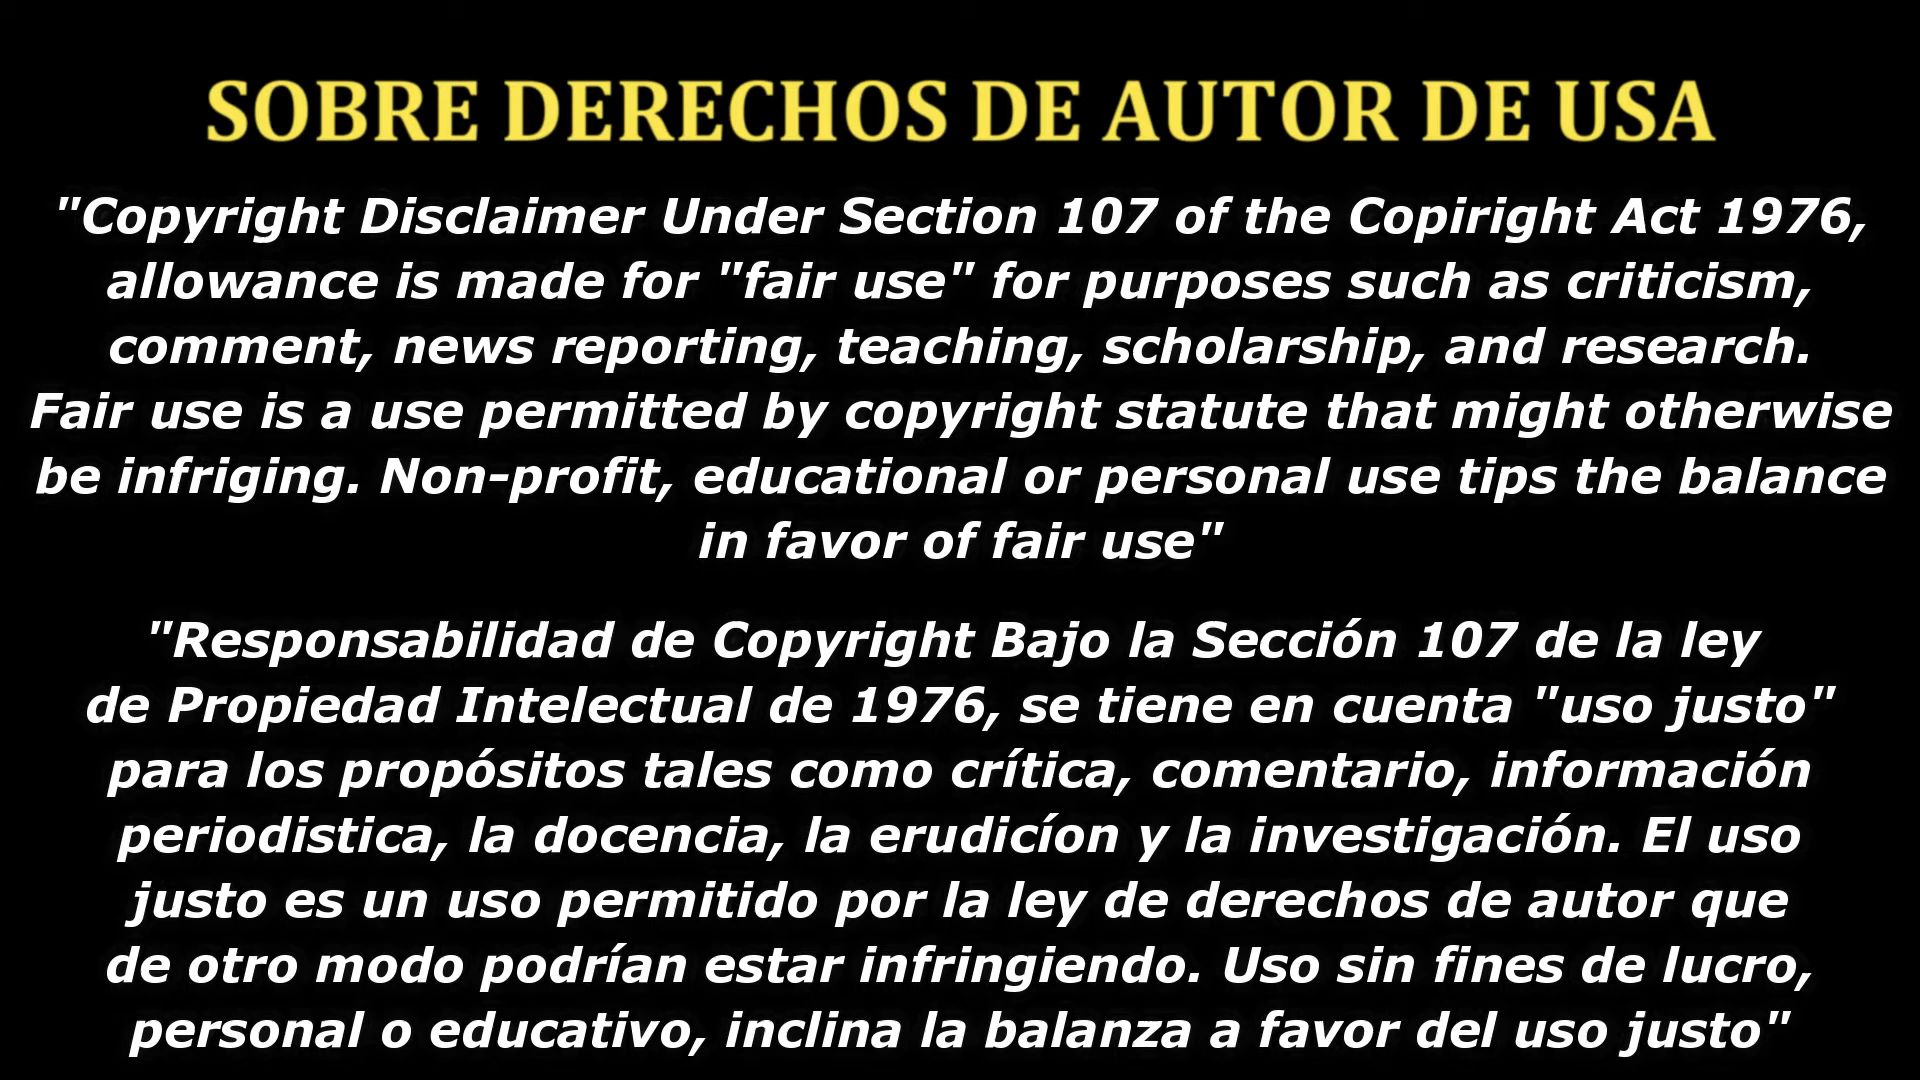 SOBRE DERECHOS DE AUTOR DE USA
"Copyright Disclaimer Under Section 107 of the Copiright Act 1976,
allowance is made for "fair use" for purposes such as criticism,
comment, news reporting, teaching, scholarship, and research.
Fair use is a use permitted by copyright statute that might otherwise
be infriging. Non-profit, educational or personal use tips the balance
in favor of fair use"
"Responsabilidad de Copyright Bajo la Sección 107 de la ley
de Propiedad Intelectual de 1976, se tiene en cuenta "uso justo"
para los propósitos tales como crítica, comentario, información
periodistica, la docencia, la erudicíon y la investigación. El uso
justo es un uso permitido por la ley de derechos de autor que
de otro modo podrían estar infringiendo. Uso sin fines de lucro,
personal o educativo, inclina la balanza a favor del uso justo"